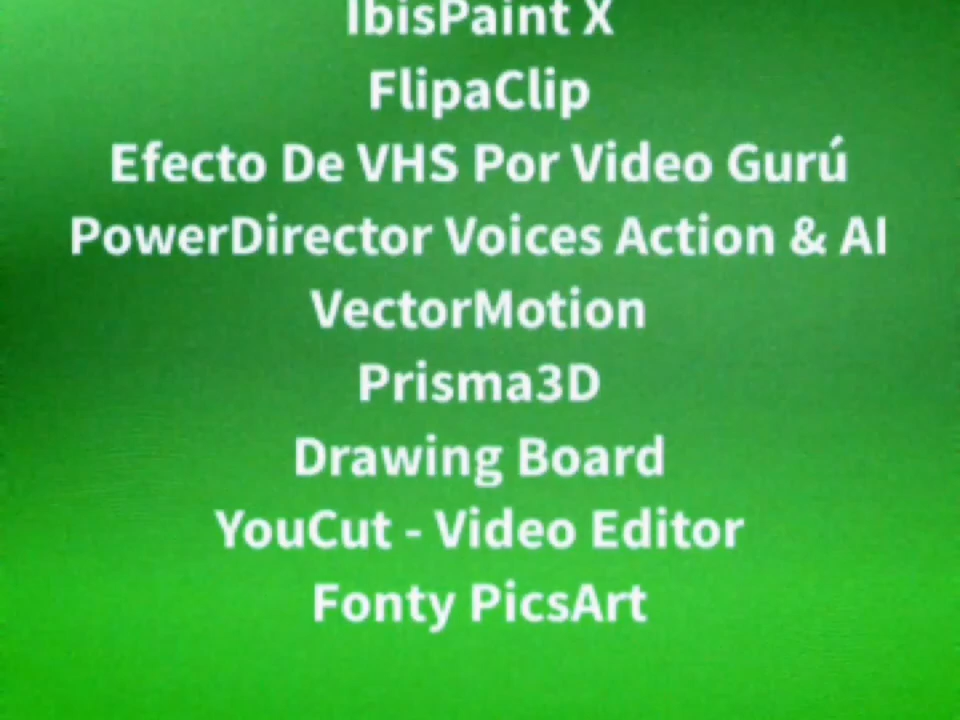 IbisPaint X
FlipaClip
Efecto De VHS Por Video Gurú
PowerDirector Voices Action & AI
VectorMotion
Prisma3D
Drawing Board
YouCut - Video Editor
Fonty PicsArt